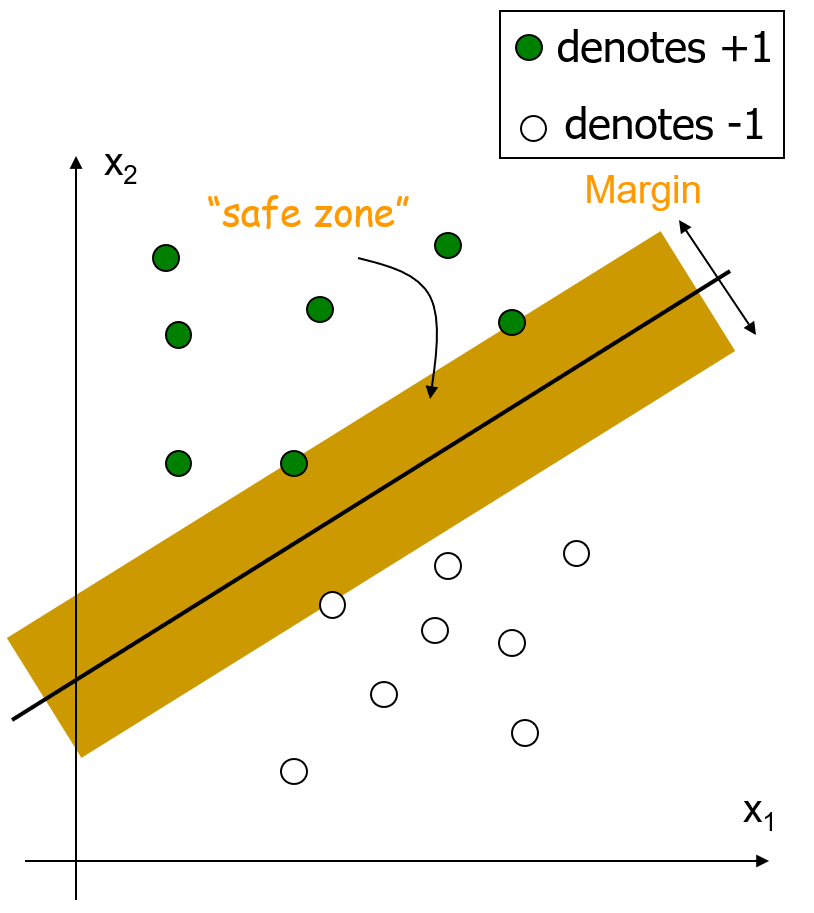 denotes +1
denotes -1
x₂
Margin
“safe zone”
x₁